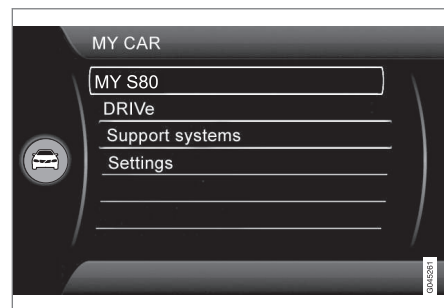 MY CAR
MY S80
DRIVe
Support systems
Settings
G045261